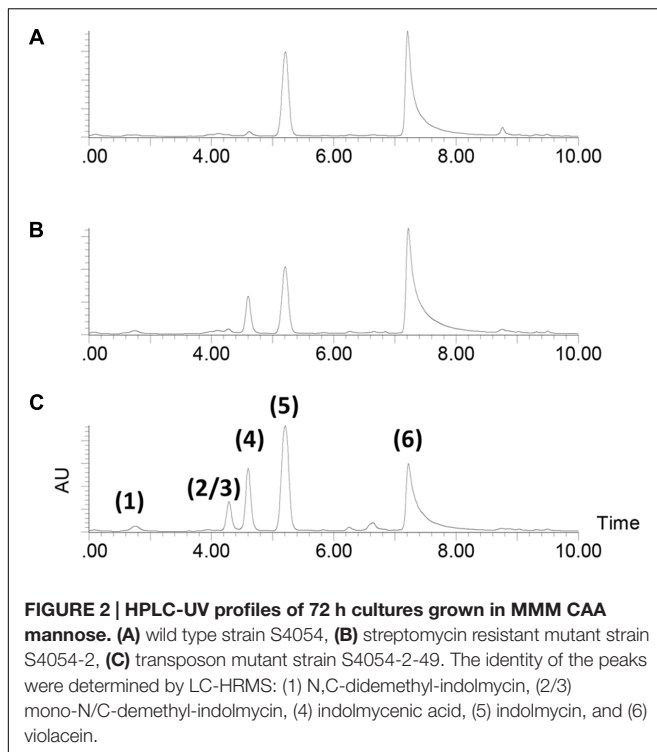 A
.00 4.00 6.00 8.00 10.00
B
.00 4.00 6.00 8.00 10.00
C
(1) (2/3) (4) (5) (6)
AU
Time
.00 4.00 6.00 8.00 10.00
FIGURE 2 | HPLC-UV profiles of 72 h cultures grown in MMM CAA
mannose. (A) wild type strain S4054, (B) streptomycin resistant mutant strain
S4054-2, (C) transposon mutant strain S4054-2-49. The identity of the peaks
were determined by LC-HRMS: (1) N,C-didemethyl-indolmycin, (2/3)
mono-N/C-demethyl-indolmycin, (4) indolmycenic acid, (5) indolmycin, and (6)
violacein.